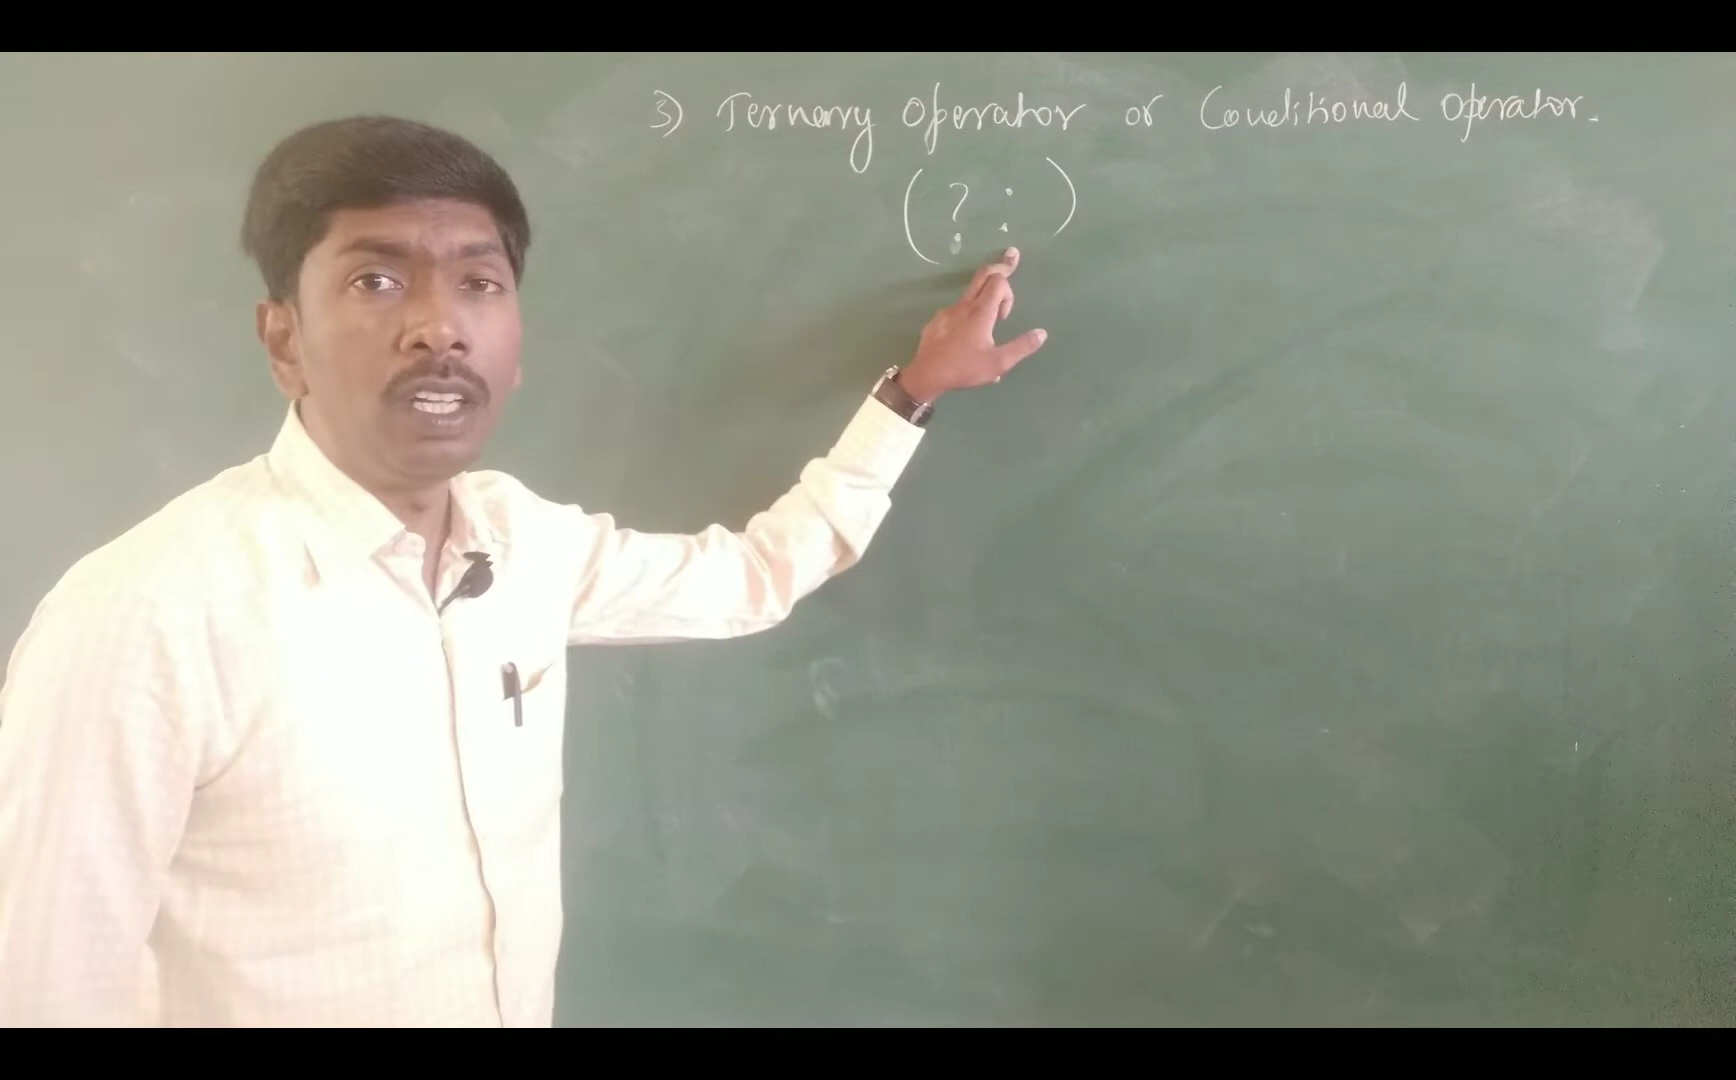 3) Ternary Operator or Conditional Operator.
( ? : )